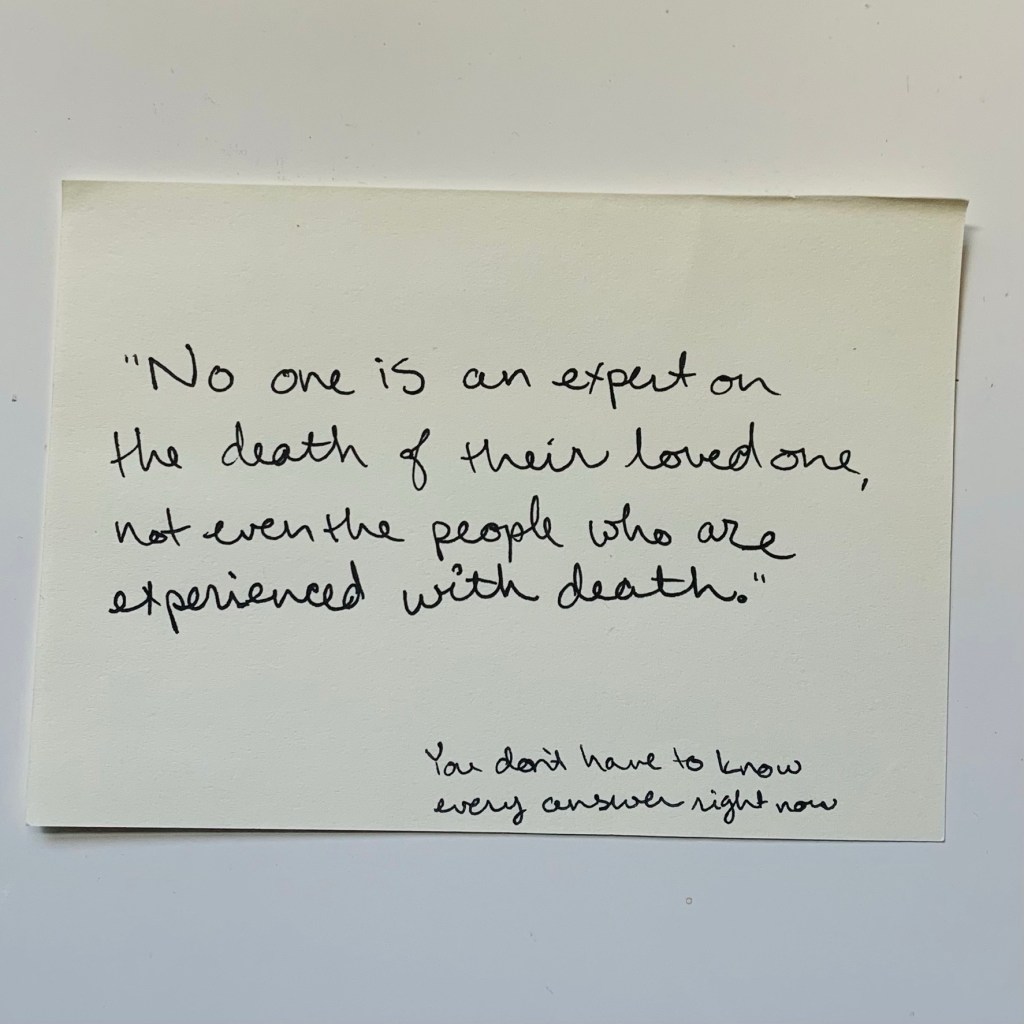 "No one is an expert on
the death of their loved one,
not even the people who are
experienced with death."
You don't have to know
every answer right now